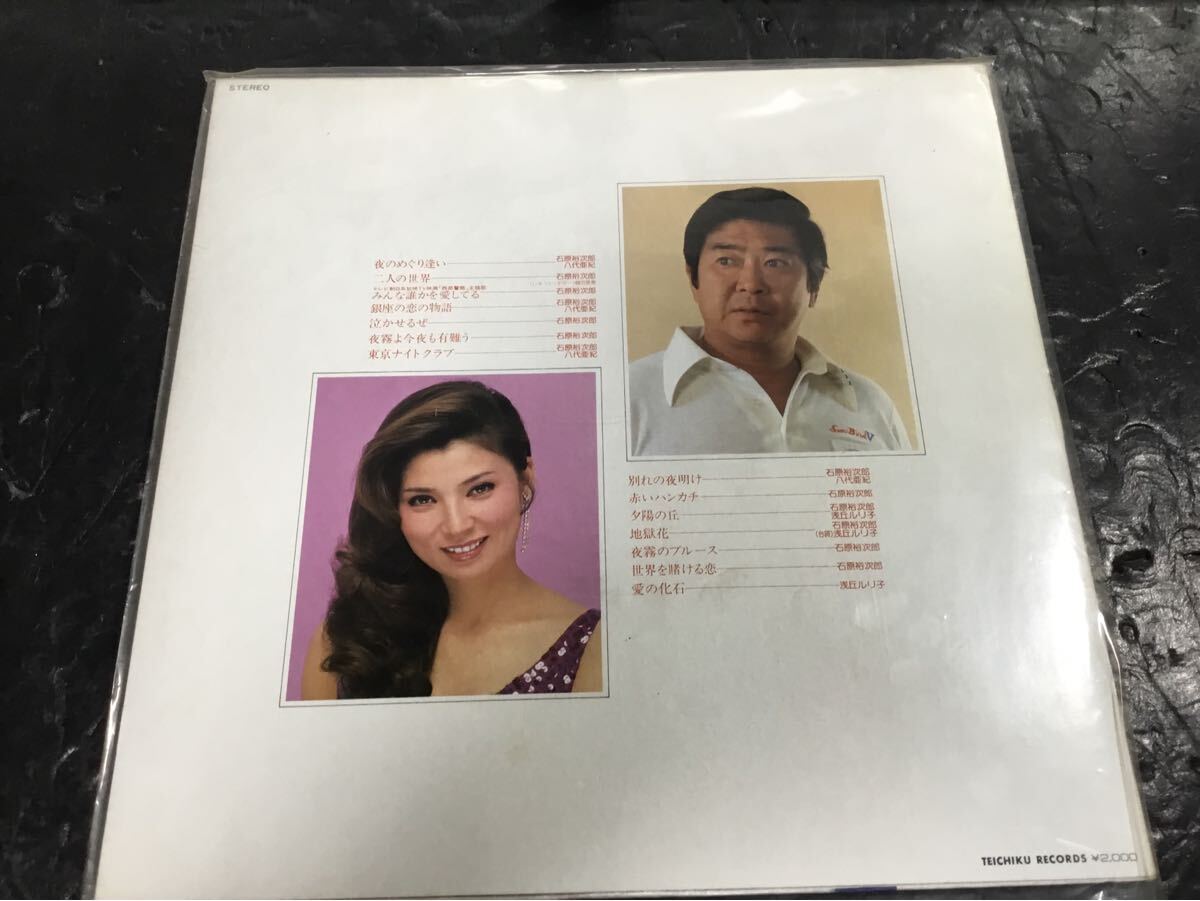 STEREO
夜のめぐり逢い 石原裕次郎 八代亜紀
二人の世界 石原裕次郎
みんな誰かを愛してる 石原裕次郎
銀座の恋の物語 石原裕次郎 八代亜紀
泣かせるぜ 石原裕次郎
夜霧よ今夜も有難う 石原裕次郎
東京ナイトクラブ 石原裕次郎 八代亜紀
別れの夜明け 石原裕次郎 八代亜紀
赤いハンカチ 石原裕次郎
夕陽の丘 石原裕次郎 浅丘ルリ子
地獄花 石原裕次郎 (台詞)浅丘ルリ子
夜霧のブルース 石原裕次郎
世界を賭ける恋 石原裕次郎
愛の化石 浅丘ルリ子
TEICHIKU RECORDS ¥2,000